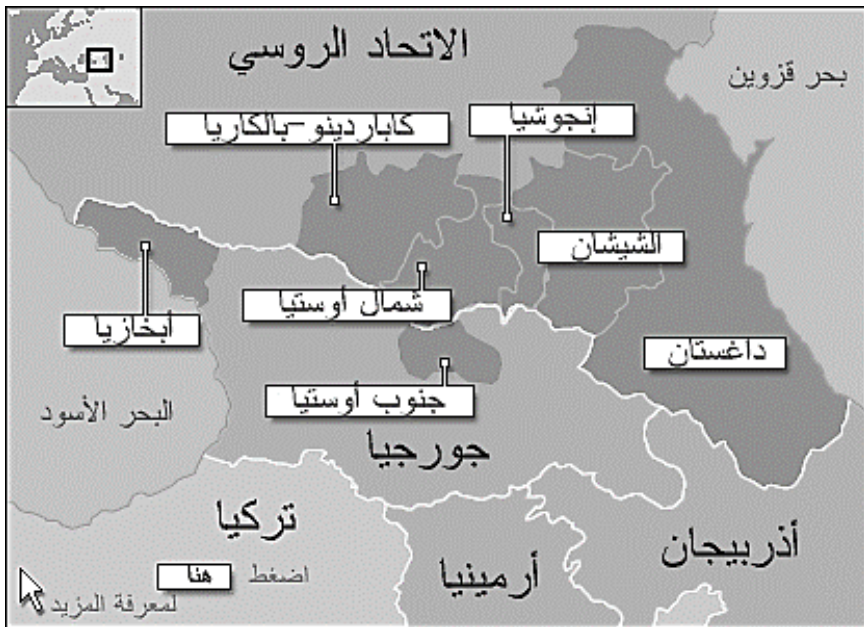 الاتحاد الروسي
بحر قزوين
إنجوشيا
كاباردينو-بالكاريا
الشيشان
شمال أوستيا
أبخازيا
داغستان
جنوب أوستيا
البحر الأسود
جورجيا
تركيا
أذربيجان
أرمينيا
اضغط هنا
لمعرفة المزيد